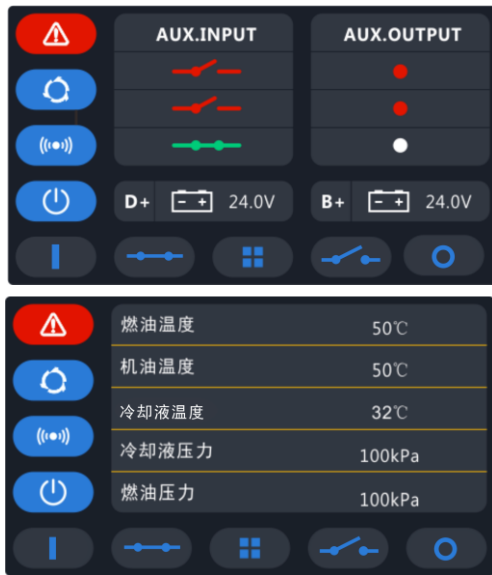 AUX.INPUT AUX.OUTPUT
D+ 24.0V B+ 24.0V
燃油温度 50℃
机油温度 50℃
冷却液温度 32℃
冷却液压力 100kPa
燃油压力 100kPa